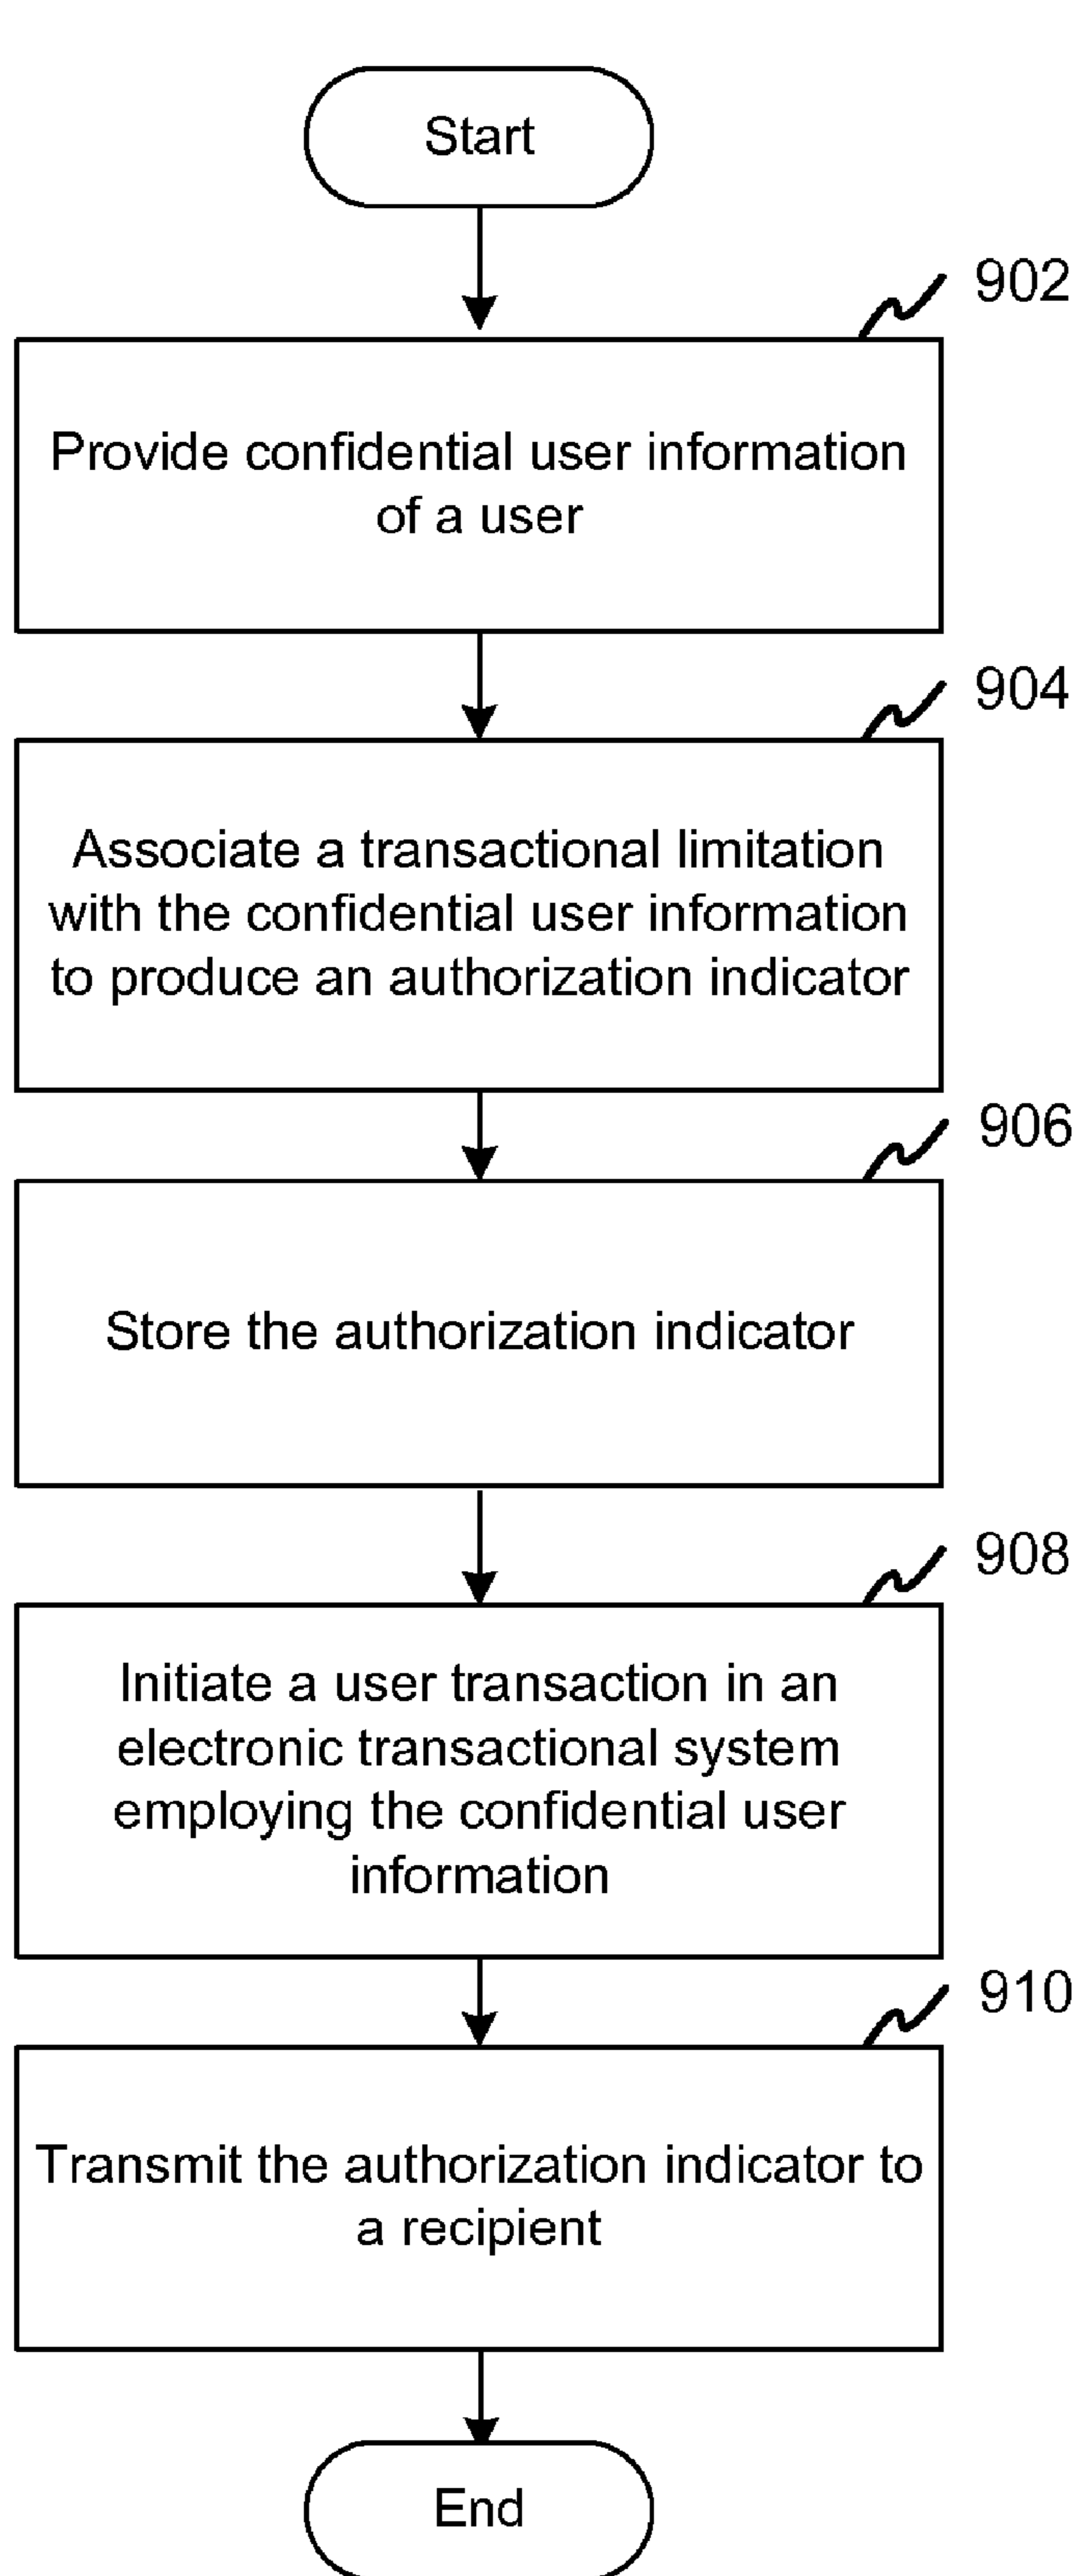 Start
902
Provide confidential user information
of a user
904
Associate a transactional limitation
with the confidential user information
to produce an authorization indicator
906
Store the authorization indicator
908
Initiate a user transaction in an
electronic transactional system
employing the confidential user
information
910
Transmit the authorization indicator to
a recipient
End